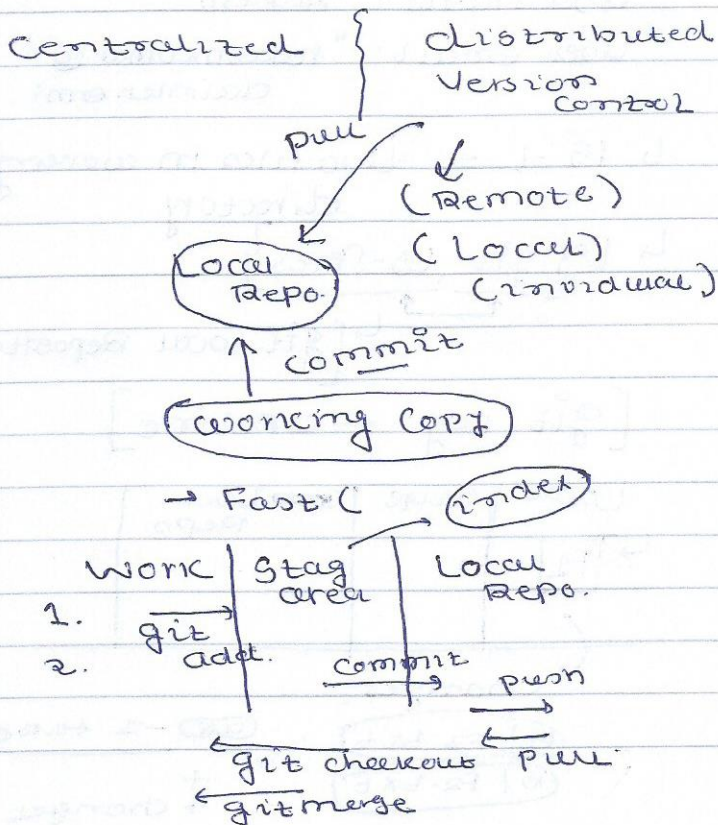 Centralized { distributed
Version
Control
pull
(Remote)
(Local)
(invidual)
Local
Repo.
commit
working copy
→ Fast ( index
Work | Stag | Local
area Repo.
1. git
2. add.
commit
push
pull.
git checkout
git merge